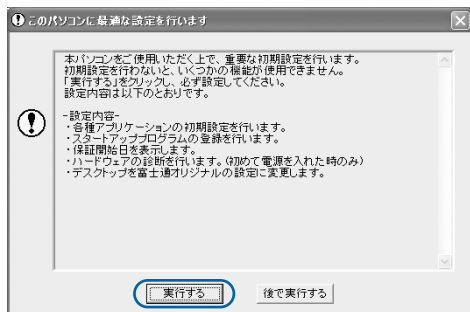 このパソコンに最適な設定を行います
本パソコンをご使用いただく上で、重要な初期設定を行います。
初期設定を行わないと、いくつかの機能が使用できません。
「実行する」をクリックし、必ず設定してください。
設定内容は以下のとおりです。
-設定内容-
・各種アプリケーションの初期設定を行います。
・スタートアッププログラムの登録を行います。
・保証開始日を表示します。
・ハードウェアの診断を行います。(初めて電源を入れた時のみ)
・デスクトップを富士通オリジナルの設定に変更します。
実行する 後で実行する